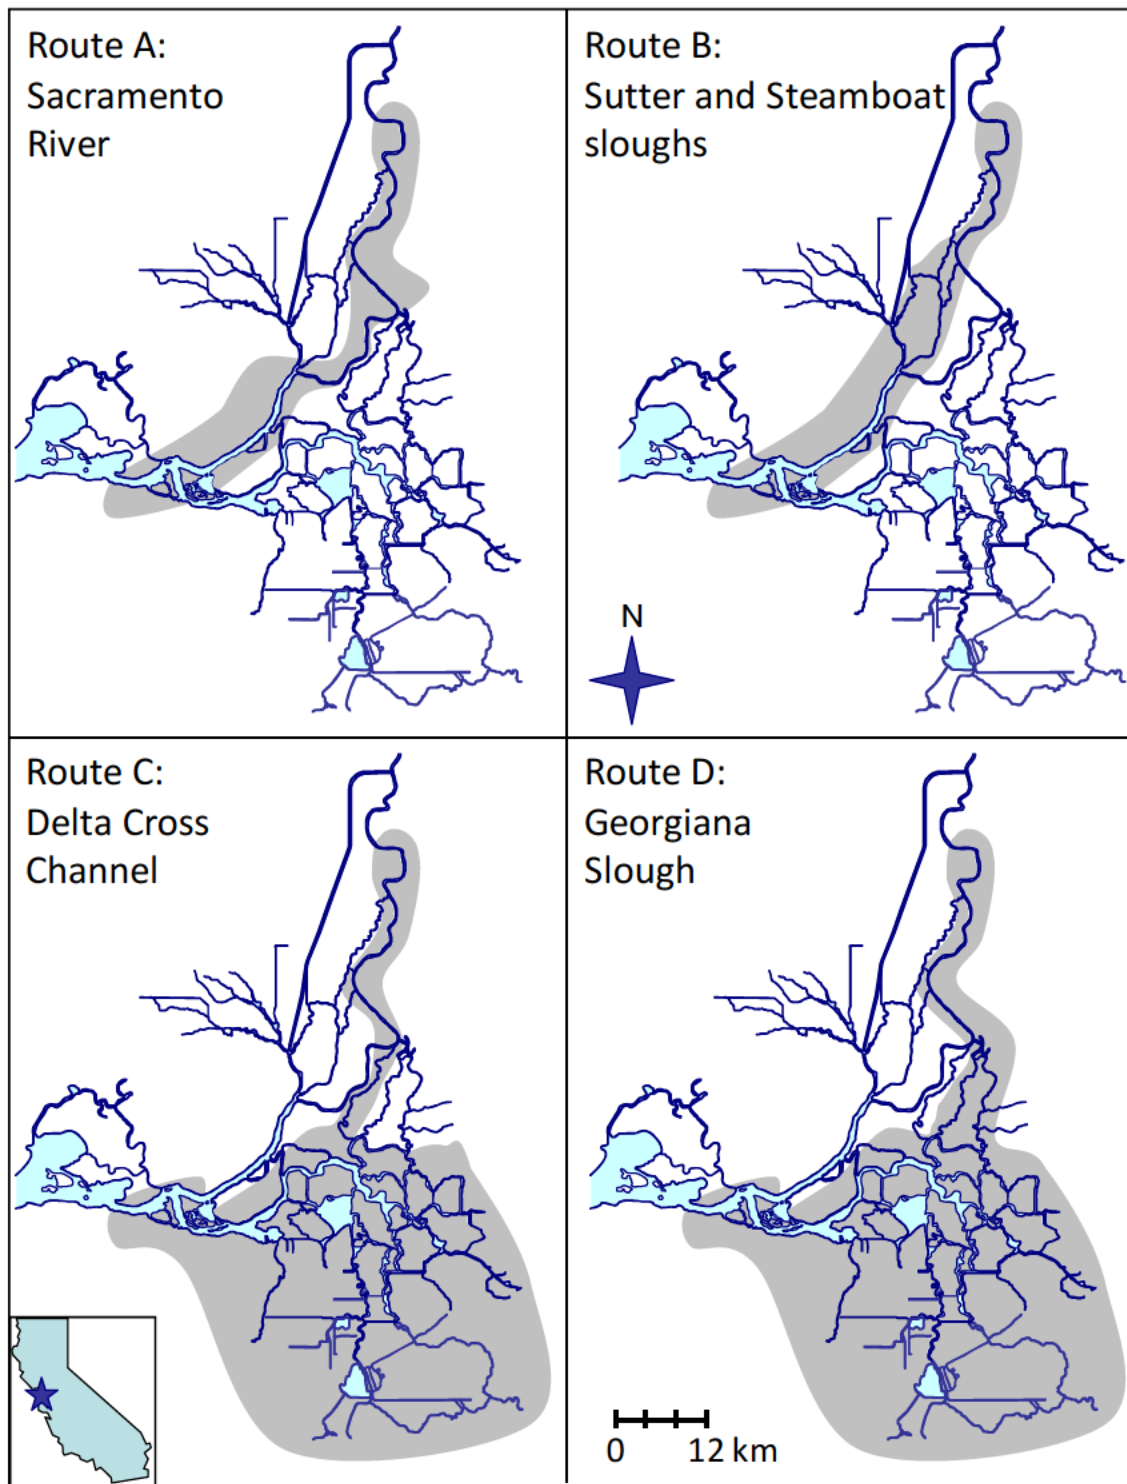 Route A:
Sacramento
River
Route B:
Sutter and Steamboat
sloughs
N
Route C:
Delta Cross
Channel
Route D:
Georgiana
Slough
0 12 km